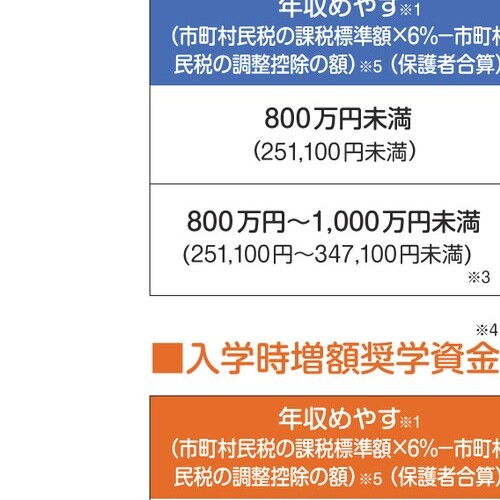 年収めやす※1
(市町村民税の課税標準額×6%−市町村
民税の調整控除の額)※5(保護者合算)
800万円未満
(251,100円未満)
800万円〜1,000万円未満
(251,100円〜347,100円未満)
※3
※4
■入学時増額奨学資金
年収めやす※1
(市町村民税の課税標準額×6%−市町村
民税の調整控除の額)※5(保護者合算)